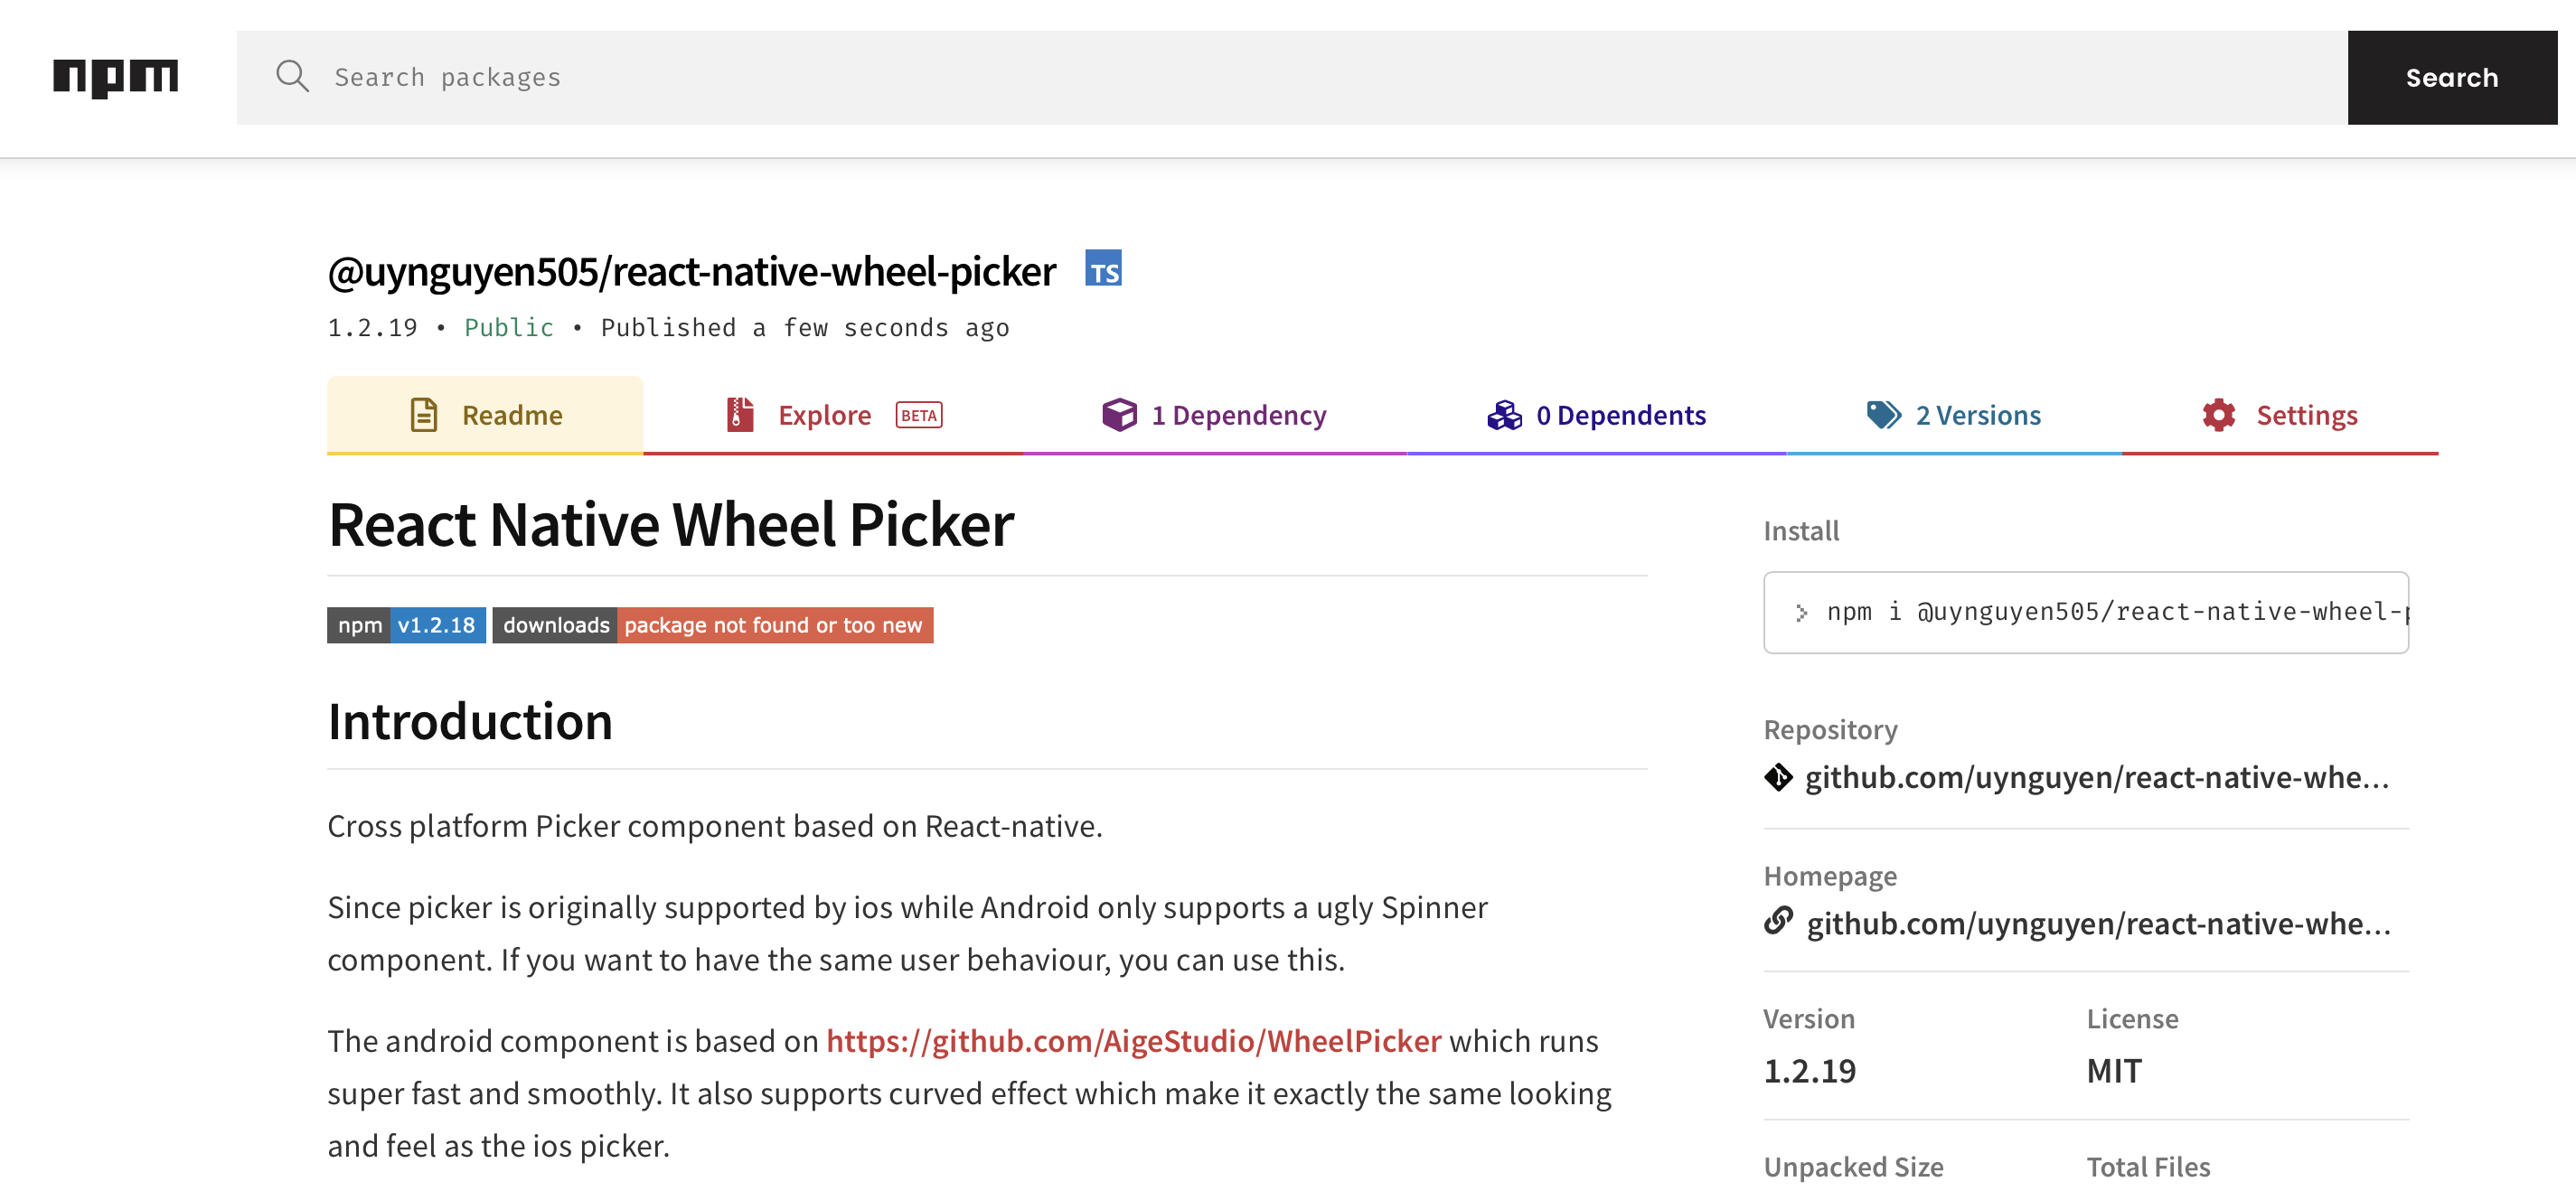 npm
Search packages
Search
@uynguyen505/react-native-wheel-picker TS
1.2.19 • Public • Published a few seconds ago
Readme
Explore BETA
1 Dependency
0 Dependents
2 Versions
Settings
React Native Wheel Picker
npm v1.2.18 downloads package not found or too new
Introduction
Cross platform Picker component based on React-native.
Since picker is originally supported by ios while Android only supports a ugly Spinner
component. If you want to have the same user behaviour, you can use this.
The android component is based on https://github.com/AigeStudio/WheelPicker which runs
super fast and smoothly. It also supports curved effect which make it exactly the same looking
and feel as the ios picker.
Install
> npm i @uynguyen505/react-native-wheel-p
Repository
github.com/uynguyen/react-native-whe...
Homepage
github.com/uynguyen/react-native-whe...
Version
1.2.19
License
MIT
Unpacked Size
Total Files